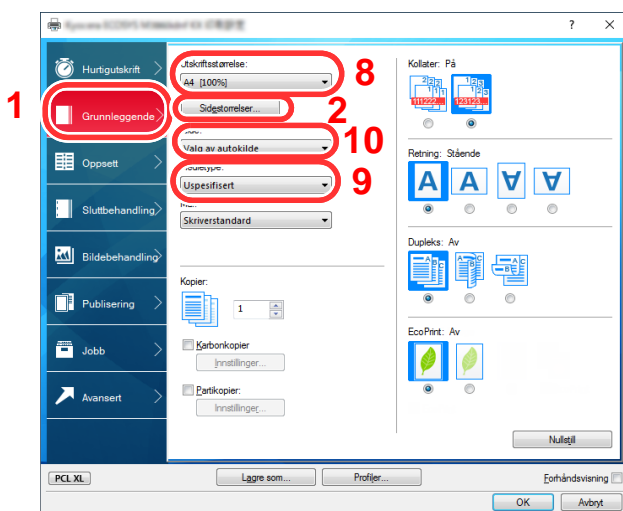 ? ×
1
Hurtigutskrift
Grunnleggende
Oppsett
Sluttbehandling
Bildebehandling
Publisering
Jobb
Avansert
Utskriftsstørrelse:
A4 [100%]
8
Sidestørrelser...
2
Valg av autokilde
10
Uspesifisert
9
Skriverstandard
Kopier:
1
Karbonkopier
Innstillinger...
Partikopier:
Innstillinger...
Kollater: På
111222...
123123...
Retning: Stående
A A A A
Dupleks: Av
EcoPrint: Av
Nullstill
PCL XL
Lagre som...
Profiler...
Forhåndsvisning
OK
Avbryt